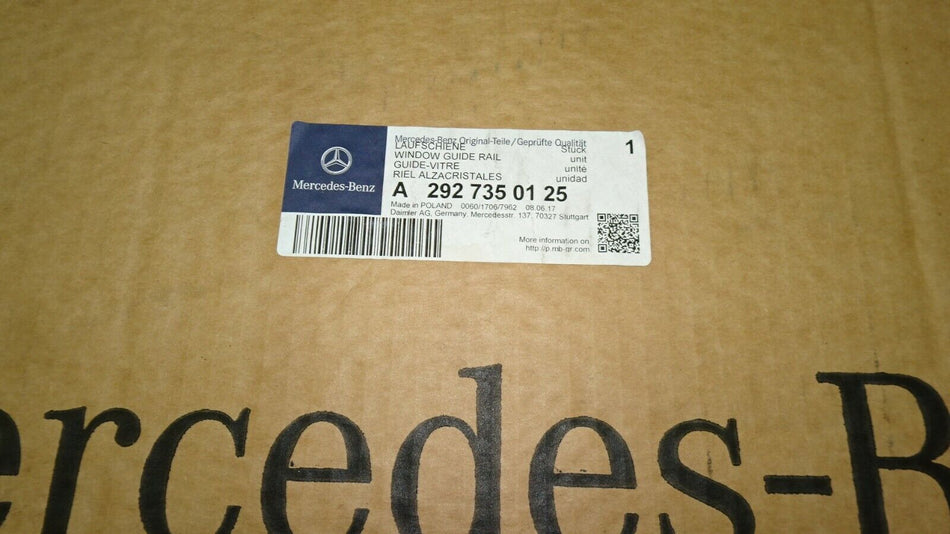 Mercedes-Benz
Mercedes-Benz Original-Teile/Geprüfte Qualität
LAUFSCHIENE Stück
WINDOW GUIDE RAIL unit
GUIDE-VITRE unité
RIEL ALZACRISTALES unidad
1
A 292 735 01 25
Made in POLAND 0060/1706/7962 08.06.17
Daimler AG, Germany. Mercedesstr. 137, 70327 Stuttgart
More information on
http://p.mb-qr.com
ercedes-B